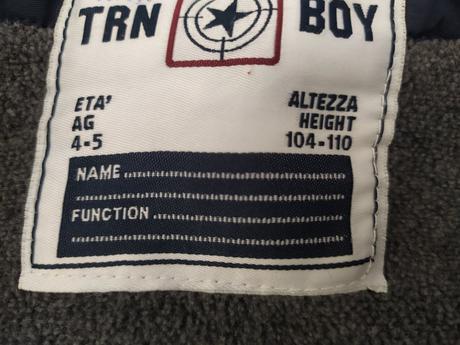 TRN BOY
ETA' ALTEZZA
AG HEIGHT
4-5 104-110
NAME
FUNCTION